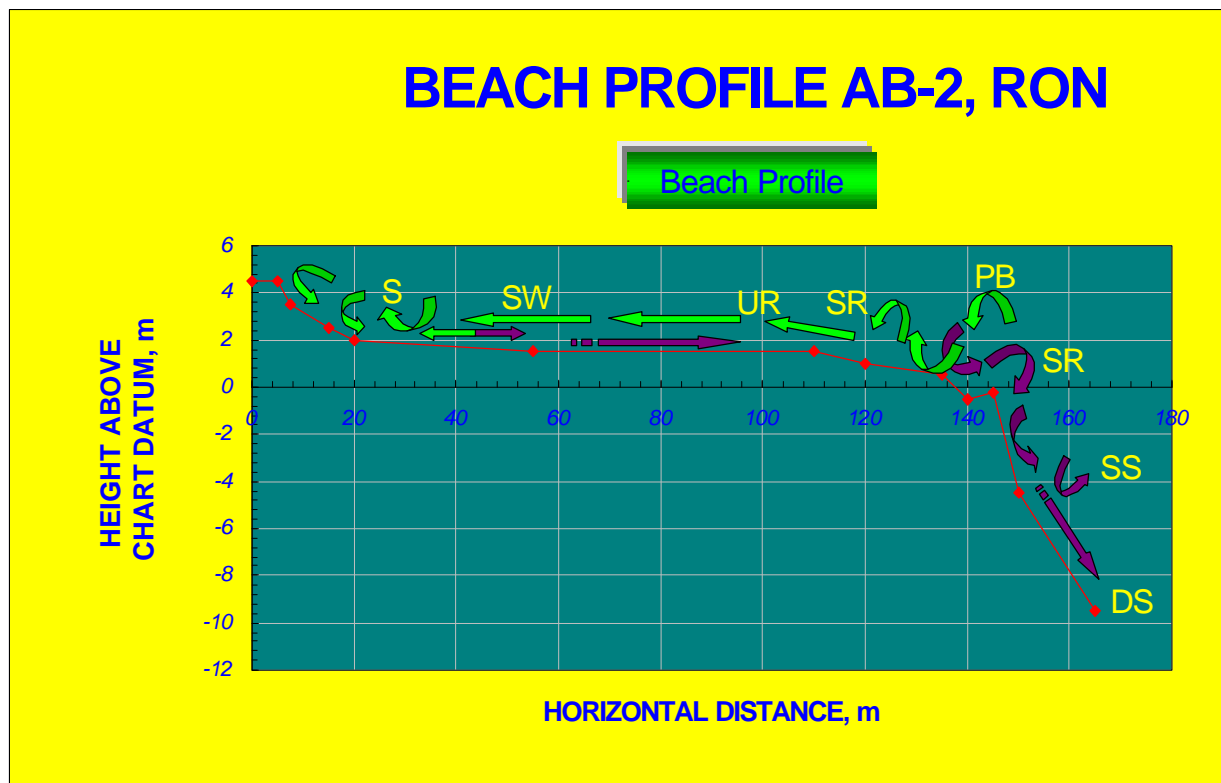 BEACH PROFILE AB-2, RON
Beach Profile
HEIGHT ABOVE
CHART DATUM, m
6
4
2
0
-2
-4
-6
-8
-10
-12
S
SW
UR
SR
PB
SR
SS
DS
0 20 40 60 80 100 120 140 160 180
HORIZONTAL DISTANCE, m